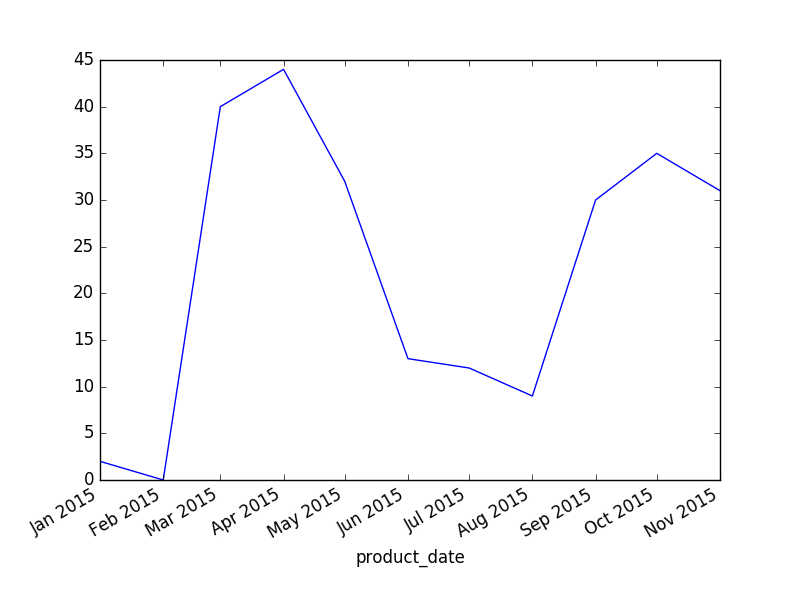 45
40
35
30
25
20
15
10
5
0
Jan 2015
Feb 2015
Mar 2015
Apr 2015
May 2015
Jun 2015
Jul 2015
Aug 2015
Sep 2015
Oct 2015
Nov 2015
product_date